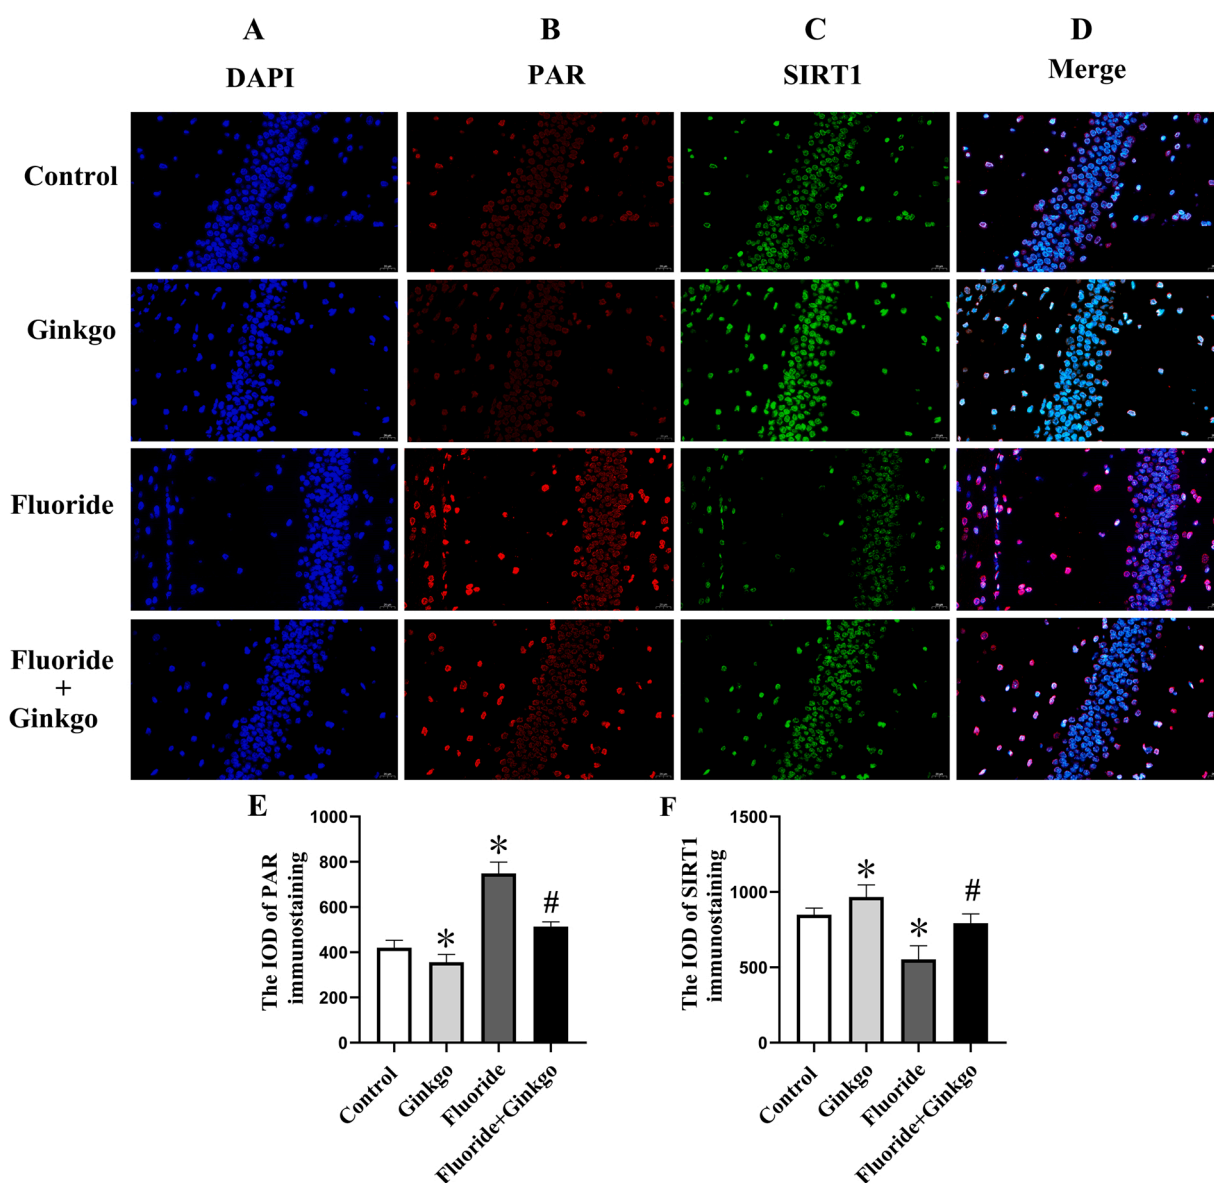 A
B
C
D
DAPI
PAR
SIRT1
Merge
Control
Ginkgo
Fluoride
Fluoride
+
Ginkgo
E
The IOD of PAR
immunostaining
1000
800
600
400
200
0
*
*
#
Control
Ginkgo
Fluoride
Fluoride+Ginkgo
F
The IOD of SIRT1
immunostaining
1500
1000
500
0
*
*
#
Control
Ginkgo
Fluoride
Fluoride+Ginkgo